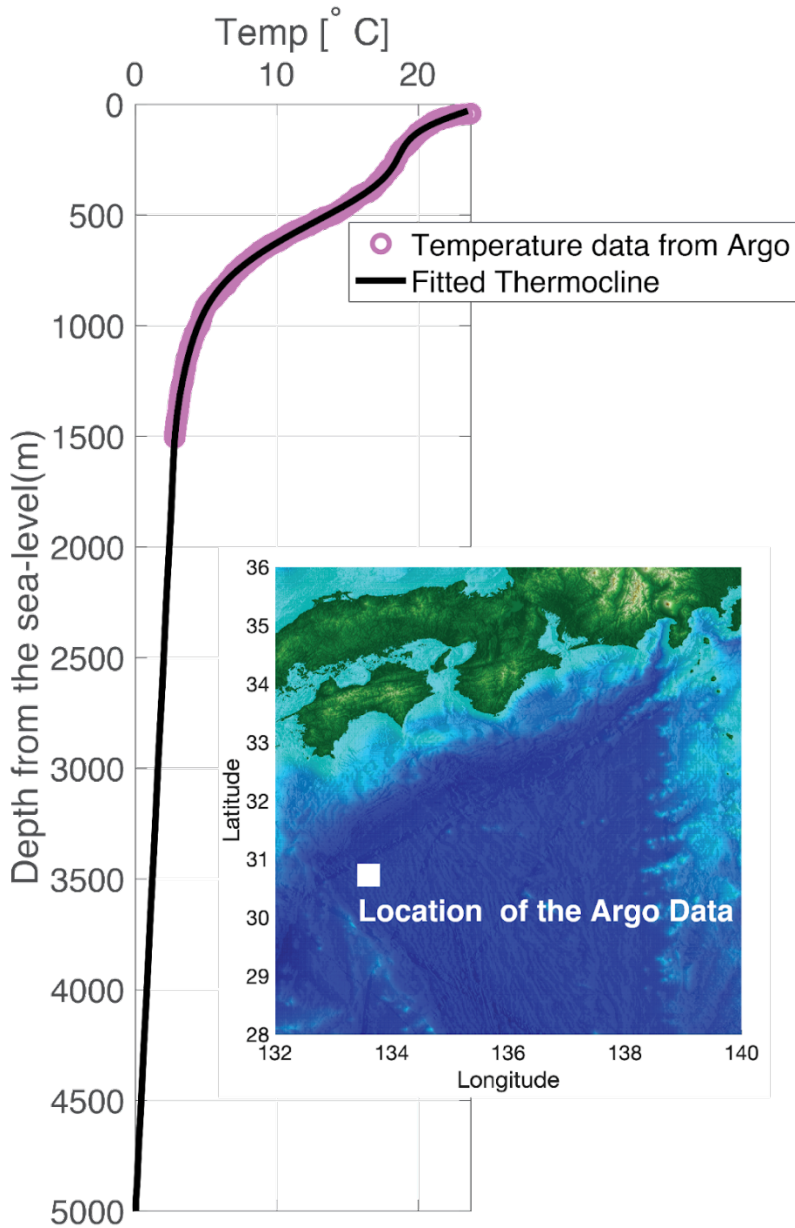 Temp [° C]
0 10 20
0
500
Temperature data from Argo
Fitted Thermocline
1000
1500
2000
2500
3000
3500
4000
4500
5000
Depth from the sea-level(m)
36
35
34
33
32
31
30
29
28
Latitude
Location of the Argo Data
132 134 136 138 140
Longitude